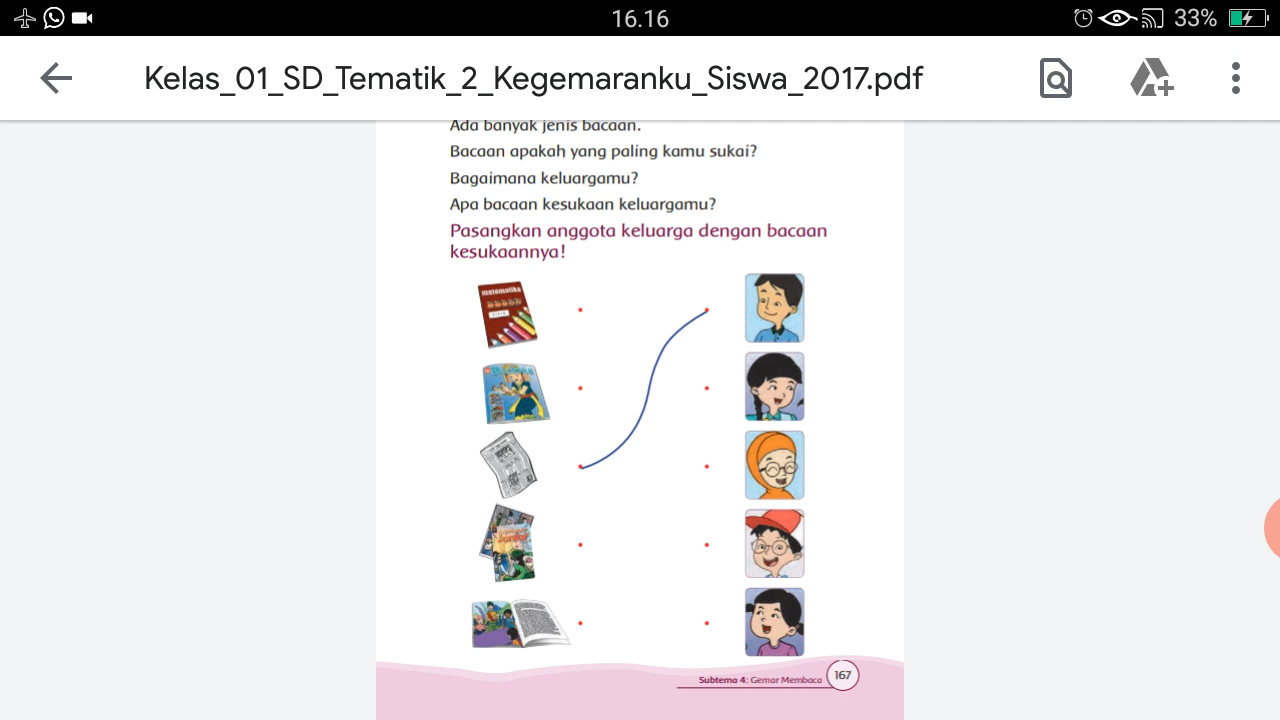 16.16
33%
Kelas_01_SD_Tematik_2_Kegemaranku_Siswa_2017.pdf
Ada banyak jenis bacaan.
Bacaan apakah yang paling kamu sukai?
Bagaimana keluargamu?
Apa bacaan kesukaan keluargamu?
Pasangkan anggota keluarga dengan bacaan
kesukaannya!
matematika
Subtema 4: Gemar Membaca
167